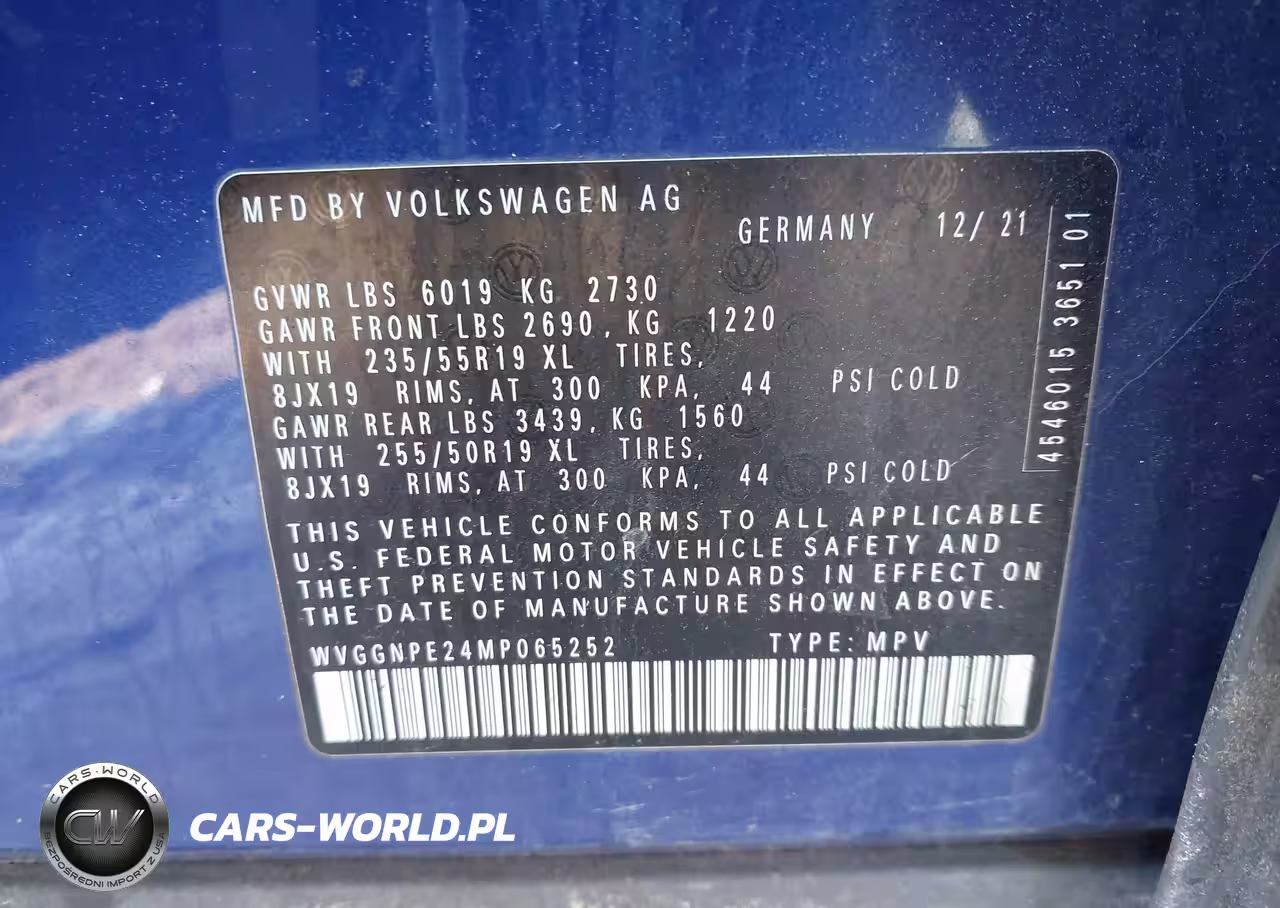 MFD BY VOLKSWAGEN AG
GERMANY 12/ 21
GVWR LBS 6019 KG 2730
GAWR FRONT LBS 2690, KG 1220
WITH 235/55R19 XL TIRES,
8JX19 RIMS, AT 300 KPA, 44 PSI COLD
GAWR REAR LBS 3439, KG 1560
WITH 255/50R19 XL TIRES,
8JX19 RIMS, AT 300 KPA, 44 PSI COLD
THIS VEHICLE CONFORMS TO ALL APPLICABLE
U.S. FEDERAL MOTOR VEHICLE SAFETY AND
THEFT PREVENTION STANDARDS IN EFFECT ON
THE DATE OF MANUFACTURE SHOWN ABOVE.
WVGGNPE24MP065252 TYPE: MPV
4546015 3651 01
CARS-WORLD
CW
BEZPOŚREDNI IMPORT Z USA
CARS-WORLD.PL